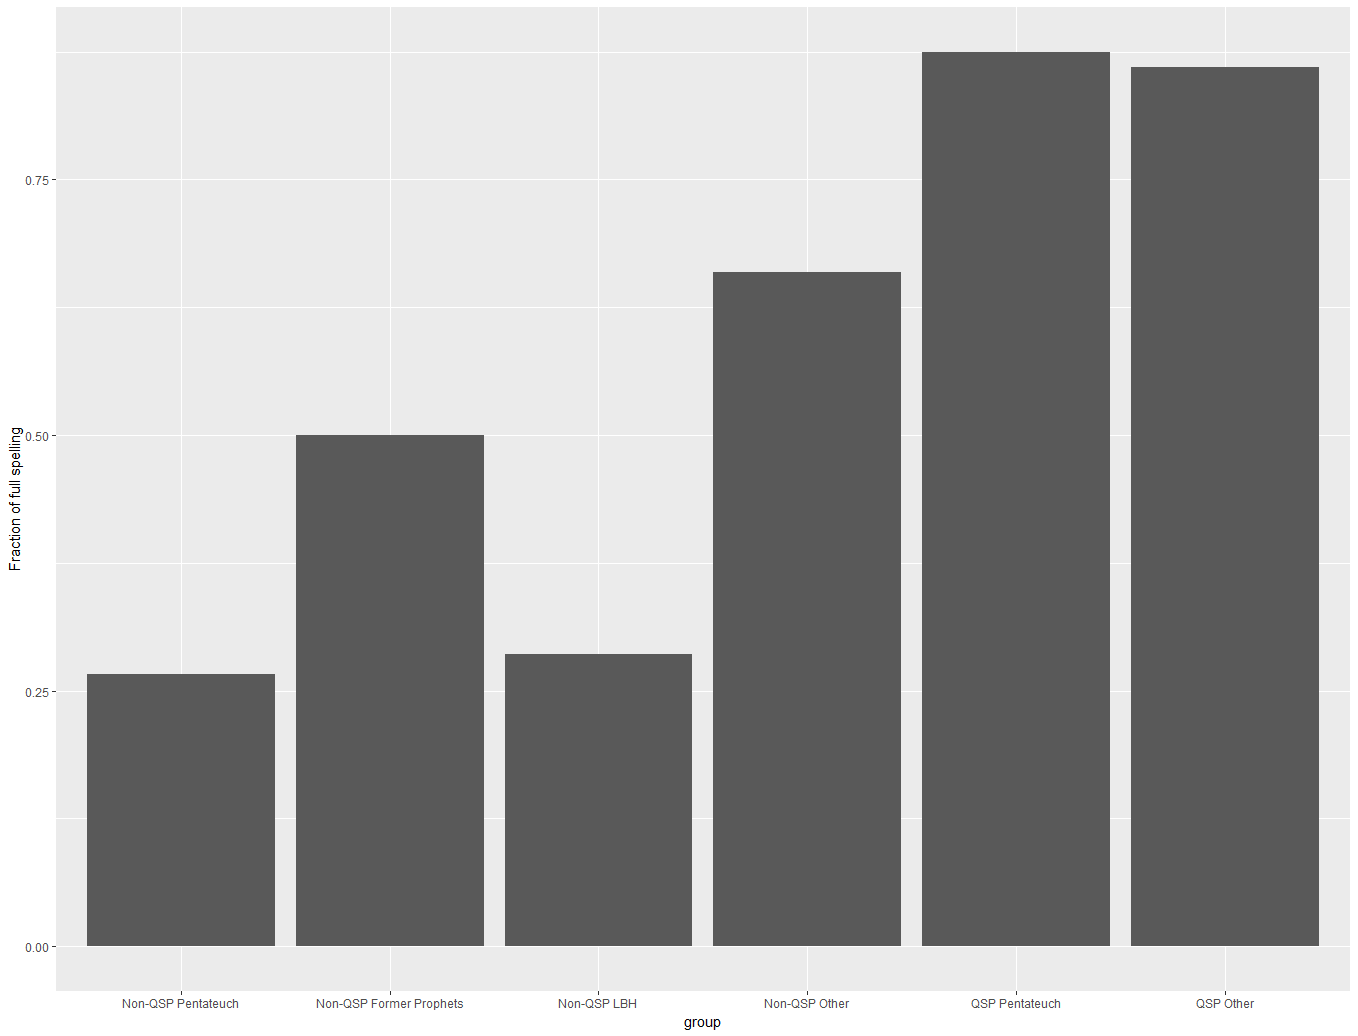 Fraction of full spelling
0.75
0.50
0.25
0.00
Non-QSP Pentateuch
Non-QSP Former Prophets
Non-QSP LBH
Non-QSP Other
QSP Pentateuch
QSP Other
group